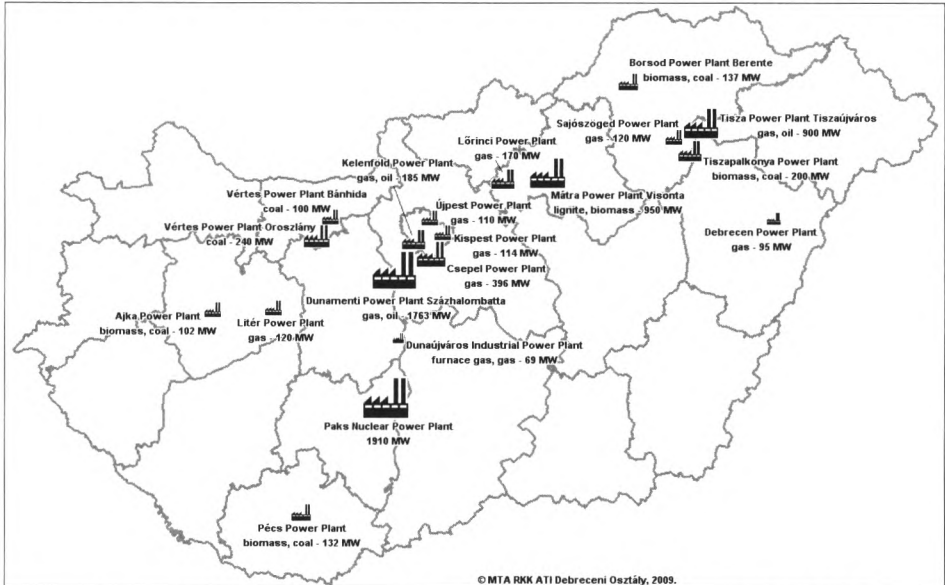 Borsod Power Plant Berente
biomass, coal - 137 MW
Tisza Power Plant Tiszaújváros
gas, oil - 900 MW
Sajószöged Power Plant
gas - 120 MW
Tiszapalkonya Power Plant
biomass, coal - 200 MW
Lőrinci Power Plant
gas - 170 MW
Mátra Power Plant Visonta
lignite, biomass - 950 MW
Kelenföld Power Plant
gas, oil - 185 MW
Vértes Power Plant Bánhida
coal - 100 MW
Vértes Power Plant Oroszlány
coal - 240 MW
Újpest Power Plant
gas - 110 MW
Kispest Power Plant
gas - 114 MW
Csepel Power Plant
gas - 396 MW
Debrecen Power Plant
gas - 95 MW
Dunamenti Power Plant Százhalombatta
gas, oil - 1763 MW
Ajka Power Plant
biomass, coal - 102 MW
Litér Power Plant
gas - 120 MW
Dunaújváros Industrial Power Plant
furnace gas, gas - 69 MW
Paks Nuclear Power Plant
1910 MW
Pécs Power Plant
biomass, coal - 132 MW
© MTA RKK ATI Debreceni Osztály, 2009.